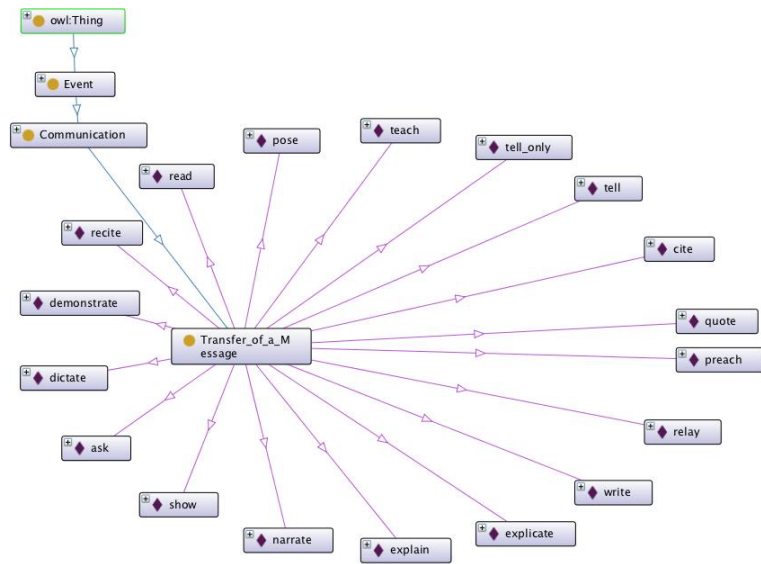 owl:Thing
Event
Communication
teach
pose
tell_only
read
tell
recite
cite
demonstrate
quote
Transfer_of_a_M
essage
preach
dictate
relay
ask
write
show
explicate
narrate
explain